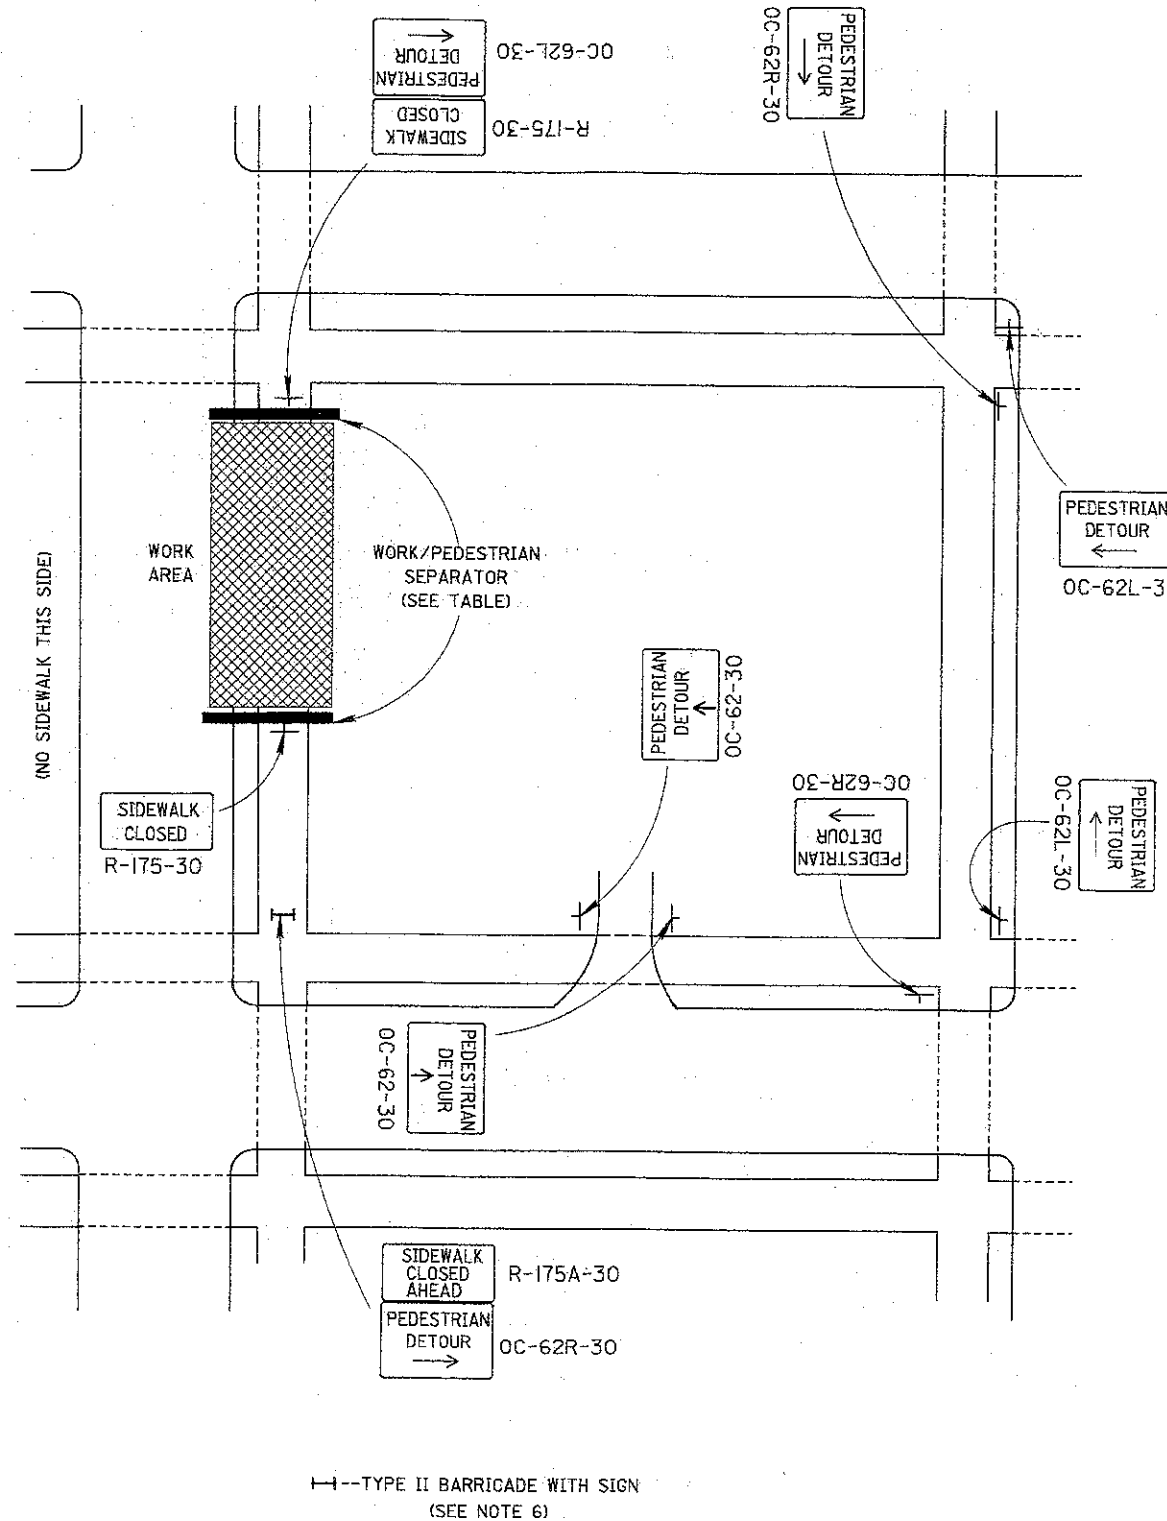 PEDESTRIAN
DETOUR
OC-62L-30
SIDEWALK
CLOSED
R-175-30
PEDESTRIAN
DETOUR
OC-62R-30
PEDESTRIAN
DETOUR
OC-62L-3
WORK
AREA
WORK/PEDESTRIAN
SEPARATOR
(SEE TABLE)
(NO SIDEWALK THIS SIDE)
PEDESTRIAN
DETOUR
OC-62-30
SIDEWALK
CLOSED
R-175-30
PEDESTRIAN
DETOUR
OC-62R-30
PEDESTRIAN
DETOUR
OC-62L-30
PEDESTRIAN
DETOUR
OC-62-30
SIDEWALK
CLOSED
AHEAD
R-175A-30
PEDESTRIAN
DETOUR
OC-62R-30
--TYPE II BARRICADE WITH SIGN
(SEE NOTE 6)